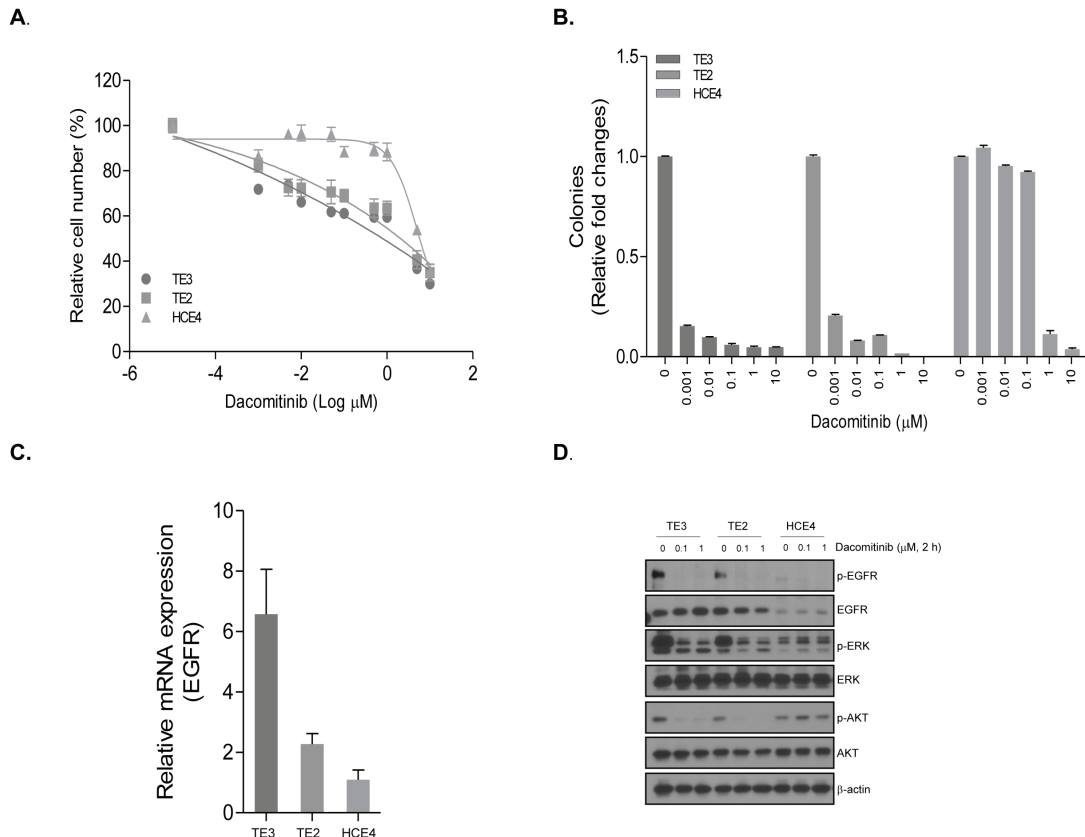 A.
Relative cell number (%)
120
100
80
60
40
20
0
-6
-4
-2
0
2
TE3
TE2
HCE4
Dacomitinib (Log μM)
B.
Colonies
(Relative fold changes)
1.5
1.0
0.5
0.0
TE3
TE2
HCE4
0
0.001
0.01
0.1
1
10
0
0.001
0.01
0.1
1
10
0
0.001
0.01
0.1
1
10
Dacomitinib (μM)
C.
Relative mRNA expression
(EGFR)
10
8
6
4
2
0
TE3 TE2 HCE4
D.
TE3 TE2 HCE4
0 0.1 1 0 0.1 1 0 0.1 1 Dacomitinib (μM, 2 h)
p-EGFR
EGFR
p-ERK
ERK
p-AKT
AKT
β-actin